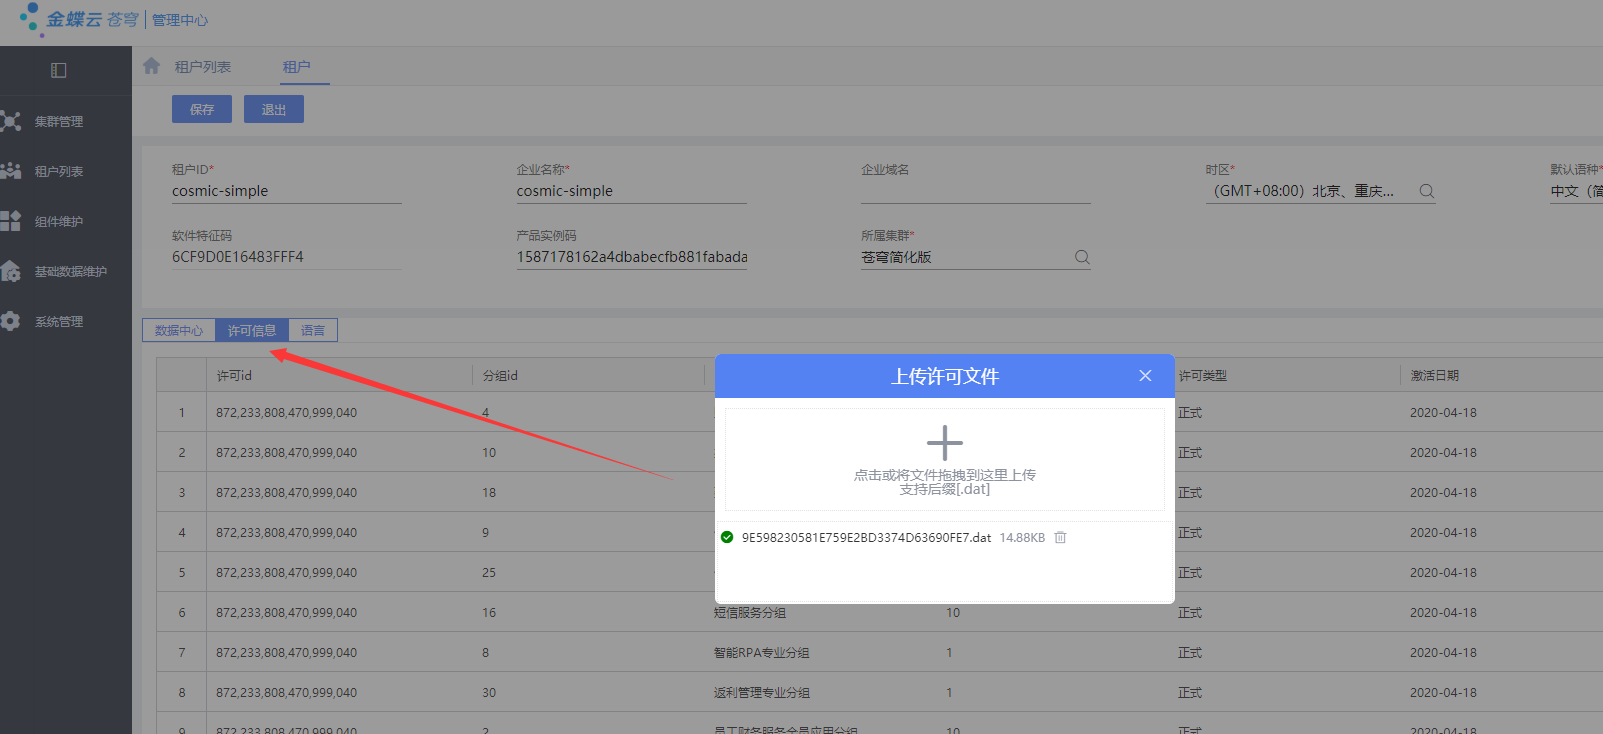 金蝶云 苍穹 | 管理中心
租户列表 租户
保存 退出
集群管理
租户列表
组件维护
基础数据维护
系统管理
租户ID* 企业名称* 企业域名 时区* 默认语种*
cosmic-simple cosmic-simple （GMT+08:00）北京、重庆... 中文（简
软件特征码 产品实例码 所属集群*
6CF9D0E16483FFF4 1587178162a4dbabecfb881fabada 苍穹简化版
数据中心 许可信息 语言
上传许可文件
点击或将文件拖拽到这里上传
支持后缀[.dat]
9E598230581E759E2BD3374D63690FE7.dat 14.88KB
许可id 分组id 许可类型 激活日期
1 872,233,808,470,999,040 4 正式 2020-04-18
2 872,233,808,470,999,040 10 正式 2020-04-18
3 872,233,808,470,999,040 18 正式 2020-04-18
4 872,233,808,470,999,040 9 正式 2020-04-18
5 872,233,808,470,999,040 25 正式 2020-04-18
6 872,233,808,470,999,040 16 短信服务分组 10 正式 2020-04-18
7 872,233,808,470,999,040 8 智能RPA专业分组 1 正式 2020-04-18
8 872,233,808,470,999,040 30 返利管理专业分组 1 正式 2020-04-18
9 872,233,808,470,999,040 2 员工财务服务全员应用分组 10 正式 2020-04-18